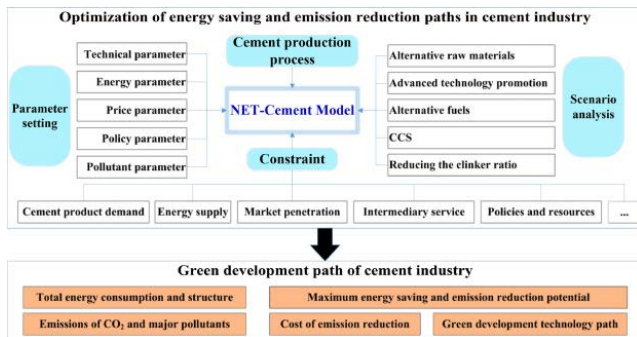 Optimization of energy saving and emission reduction paths in cement industry
Technical parameter
Energy parameter
Price parameter
Policy parameter
Pollutant parameter
Parameter
setting
Cement production
process
NET-Cement Model
Constraint
Alternative raw materials
Advanced technology promotion
Alternative fuels
CCS
Reducing the clinker ratio
Scenario
analysis
Cement product demand
Energy supply
Market penetration
Intermediary service
Policies and resources
...
Green development path of cement industry
Total energy consumption and structure
Maximum energy saving and emission reduction potential
Emissions of CO₂ and major pollutants
Cost of emission reduction
Green development technology path